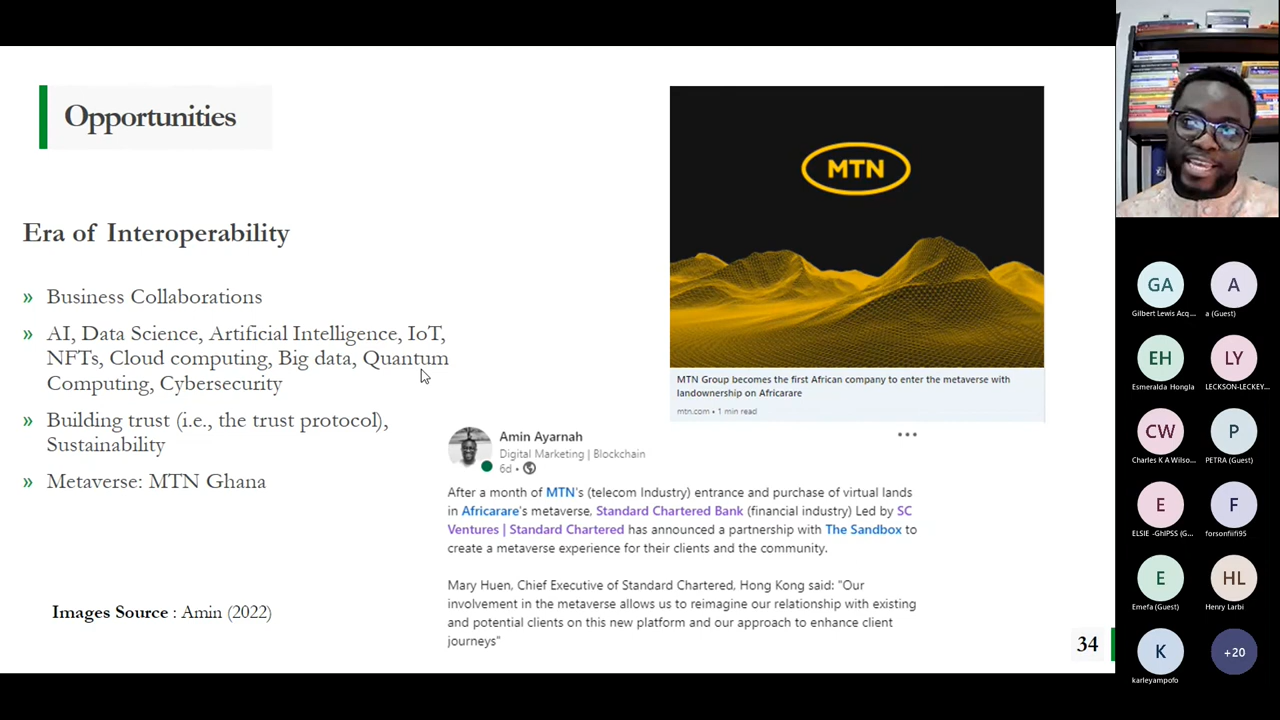 Opportunities
Era of Interoperability
» Business Collaborations
» AI, Data Science, Artificial Intelligence, IoT,
NFTs, Cloud computing, Big data, Quantum
Computing, Cybersecurity
» Building trust (i.e., the trust protocol),
Sustainability
» Metaverse: MTN Ghana
Images Source : Amin (2022)
MTN
MTN Group becomes the first African company to enter the metaverse with
landownership on Africarare
mtn.com • 1 min read
Amin Ayarnah
Digital Marketing | Blockchain
6d •
After a month of MTN's (telecom Industry) entrance and purchase of virtual lands
in Africarare's metaverse, Standard Chartered Bank (financial industry) Led by SC
Ventures | Standard Chartered has announced a partnership with The Sandbox to
create a metaverse experience for their clients and the community.
Mary Huen, Chief Executive of Standard Chartered, Hong Kong said: "Our
involvement in the metaverse allows us to reimagine our relationship with existing
and potential clients on this new platform and our approach to enhance client
journeys"
34
GA
Gilbert Lewis Acq...
A
a (Guest)
EH
Esmeralda Hongla
LY
LECKSON-LECKEY...
CW
Charles K A Wilso...
P
PETRA (Guest)
E
ELSIE -GhIPSS (G...
F
forsonfiifi95
E
Emefa (Guest)
HL
Henry Larbi
K
karleyampofo
+20